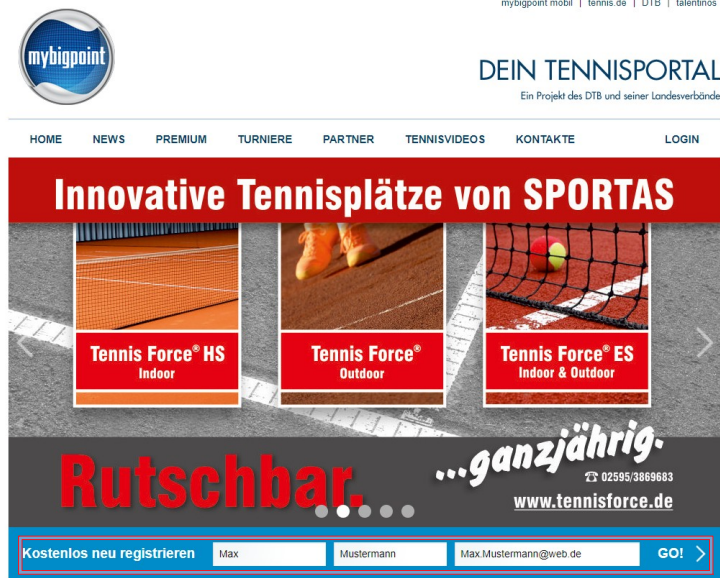 mybigpoint mobil | tennis.de | DTB | talentinos
mybigpoint
DEIN TENNISPORTAL
Ein Projekt des DTB und seiner Landesverbände
HOME NEWS PREMIUM TURNIERE PARTNER TENNISVIDEOS KONTAKTE LOGIN
Innovative Tennisplätze von SPORTAS
Tennis Force® HS
Indoor
Tennis Force®
Outdoor
Tennis Force® ES
Indoor & Outdoor
Rutschbar.
...ganzjährig.
☎ 02595/3869683
www.tennisforce.de
Kostenlos neu registrieren Max Mustermann Max.Mustermann@web.de GO!